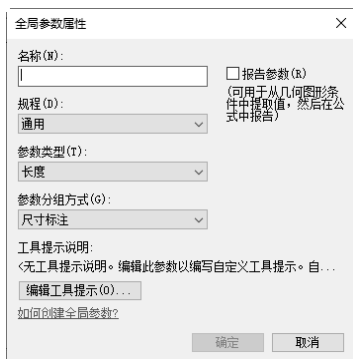 全局参数属性
名称(N):
报告参数(R)
(可用于从几何图形条
件中提取值，然后在公
式中报告)
规程(D):
通用
参数类型(T):
长度
参数分组方式(G):
尺寸标注
工具提示说明:
<无工具提示说明。编辑此参数以编写自定义工具提示。自...
编辑工具提示(O)...
如何创建全局参数?
确定
取消